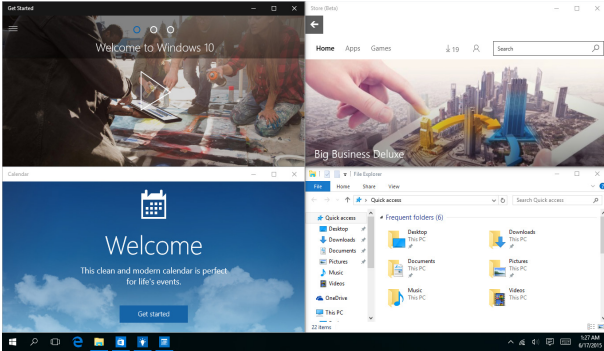 Get Started
Welcome to Windows 10
Store (Beta)
Home Apps Games
19
Search
Big Business Deluxe
Calendar
Welcome
This clean and modern calendar is perfect
for life's events.
Get started
File Explorer
File Home Share View
Quick access
Search Quick access
Quick access
Desktop
Downloads
Documents
Pictures
Music
Videos
OneDrive
This PC
Frequent folders (6)
Desktop
This PC
Downloads
This PC
Documents
This PC
Pictures
This PC
Music
This PC
Videos
This PC
22 items
1:27 AM
6/17/2015